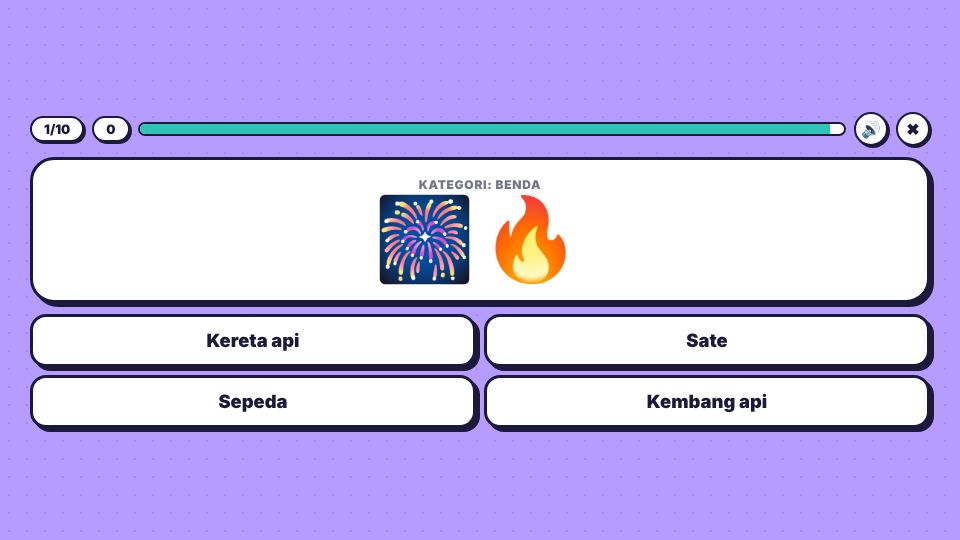 1/10
0
KATEGORI: BENDA
Kereta api
Sate
Sepeda
Kembang api